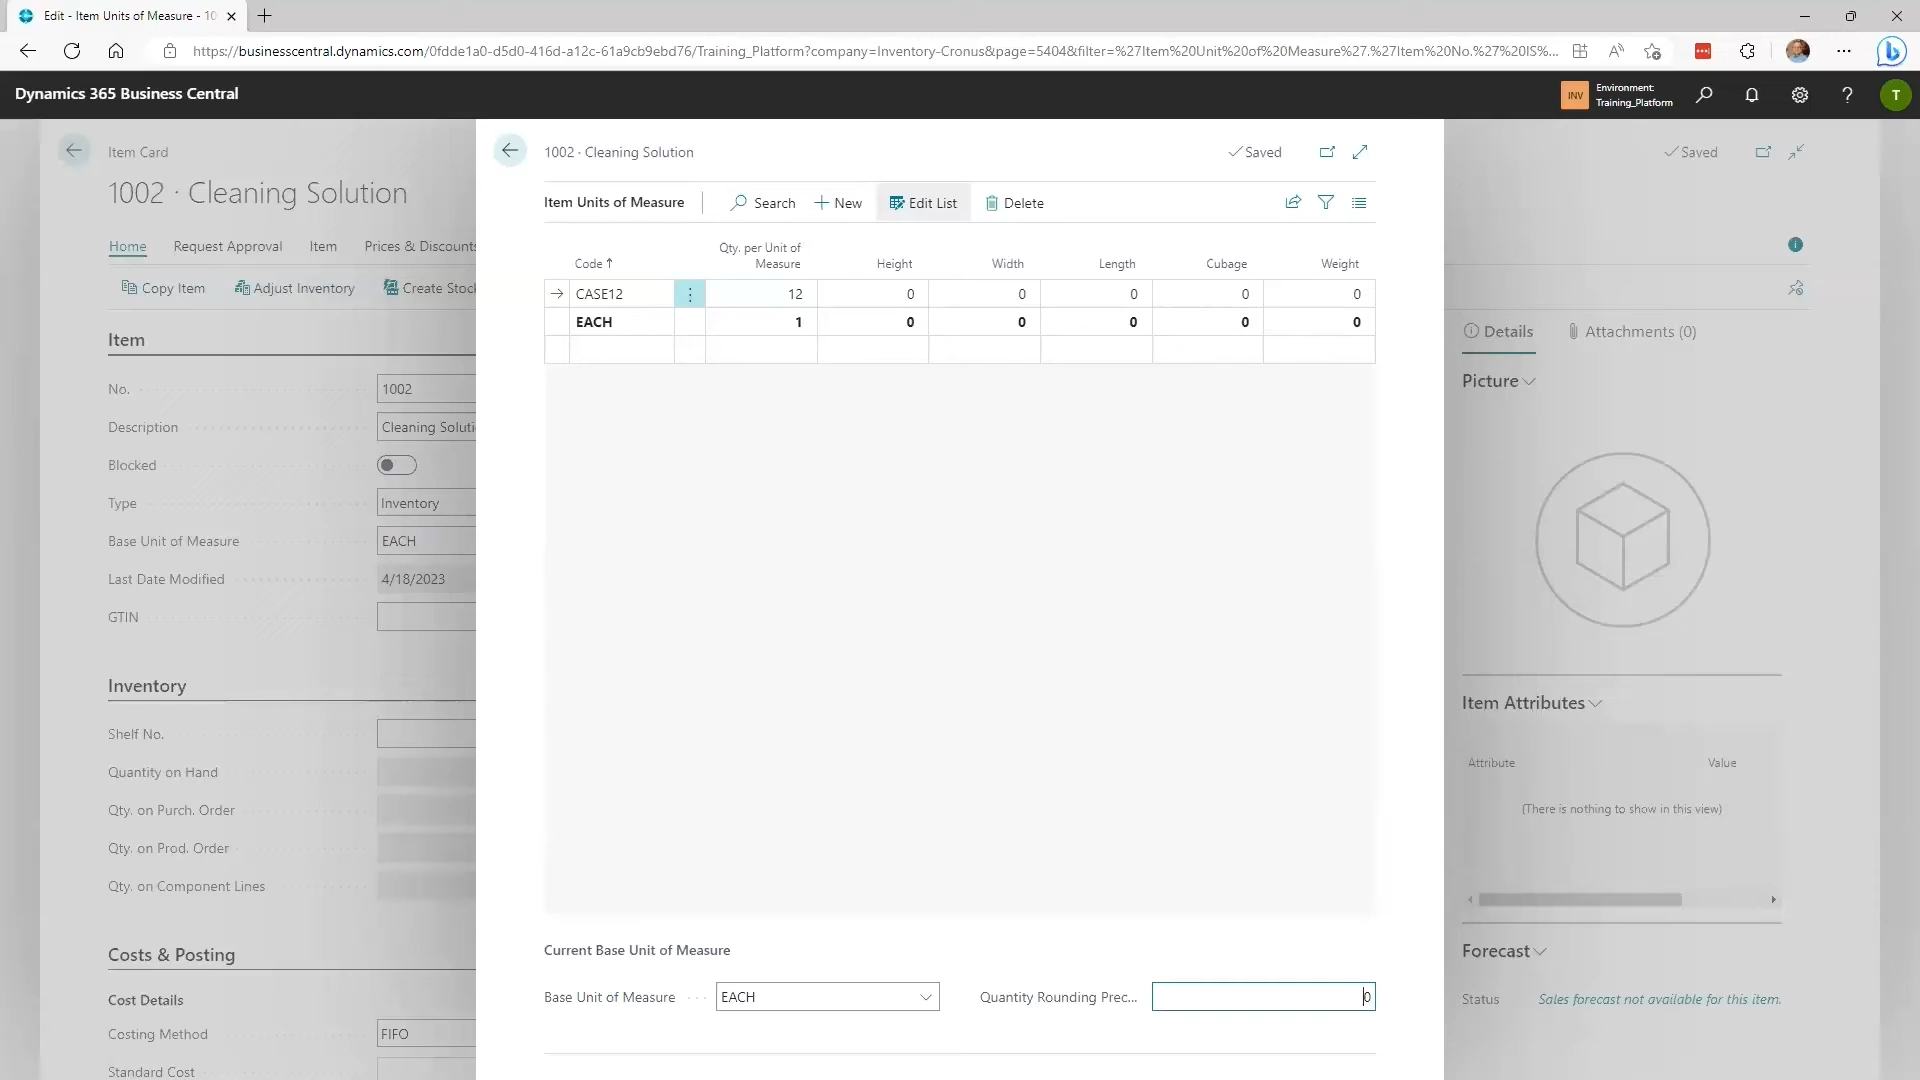 Edit - Item Units of Measure - 10
https://businesscentral.dynamics.com/0fdde1a0-d5d0-416d-a12c-61a9cb9ebd76/Training_Platform?company=Inventory-Cronus&page=5404&filter=%27Item%20Unit%20of%20Measure%27.%27Item%20No.%27%20IS%...
Dynamics 365 Business Central
INV
Environment:
Training_Platform
T
Item Card
1002 · Cleaning Solution
Home Request Approval Item Prices & Discounts
Copy Item Adjust Inventory Create Stock
Item
No. 1002
Description Cleaning Soluti
Blocked
Type Inventory
Base Unit of Measure EACH
Last Date Modified 4/18/2023
GTIN
Inventory
Shelf No.
Quantity on Hand
Qty. on Purch. Order
Qty. on Prod. Order
Qty. on Component Lines
Costs & Posting
Cost Details
Costing Method FIFO
Standard Cost
1002 · Cleaning Solution
Saved
Item Units of Measure Search New Edit List Delete
Code ↑ Qty. per Unit of Measure Height Width Length Cubage Weight
CASE12 12 0 0 0 0 0
EACH 1 0 0 0 0 0
Current Base Unit of Measure
Base Unit of Measure EACH Quantity Rounding Prec... 0
Saved
Details Attachments (0)
Picture
Item Attributes
Attribute Value
(There is nothing to show in this view)
Forecast
Status Sales forecast not available for this item.